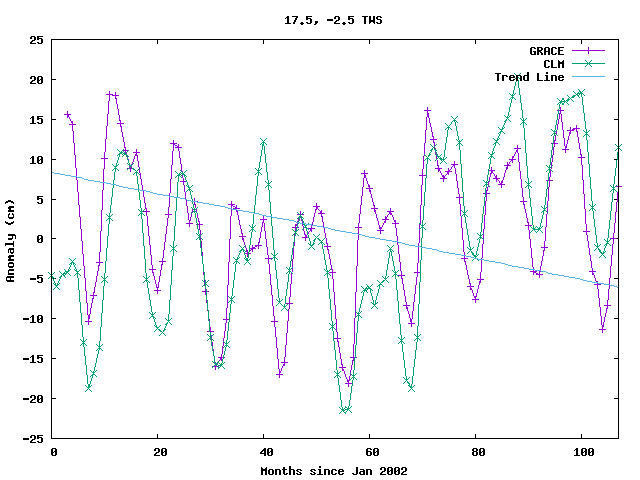 17.5, -2.5 TWS
GRACE
CLM
Trend Line
25
20
15
10
5
0
-5
-10
-15
-20
-25
Anomaly (cm)
0 20 40 60 80 100
Months since Jan 2002